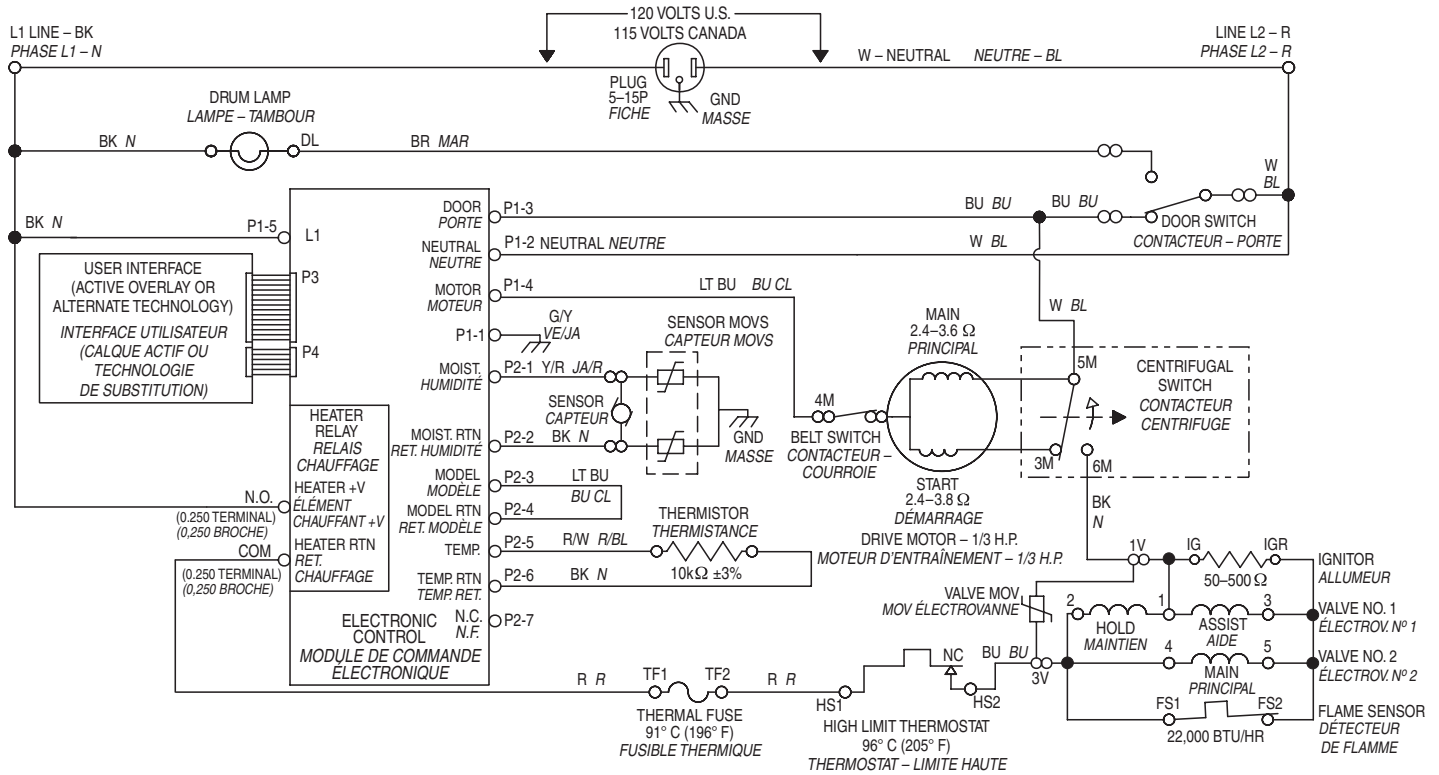 120 VOLTS U.S.
115 VOLTS CANADA
L1 LINE – BK
PHASE L1 – N
LINE L2 – R
PHASE L2 – R
W – NEUTRAL NEUTRE – BL
PLUG
5–15P
FICHE
GND
MASSE
DRUM LAMP
LAMPE – TAMBOUR
BK N
DL
BR MAR
W
BL
DOOR SWITCH
CONTACTEUR – PORTE
BK N
P1-5
L1
DOOR
PORTE
P1-3
BU BU
BU BU
NEUTRAL
NEUTRE
P1-2 NEUTRAL NEUTRE
W BL
MOTOR
MOTEUR
P1-4
LT BU BU CL
W BL
USER INTERFACE
(ACTIVE OVERLAY OR
ALTERNATE TECHNOLOGY)
INTERFACE UTILISATEUR
(CALQUE ACTIF OU
TECHNOLOGIE
DE SUBSTITUTION)
P3
P4
P1-1
G/Y
VE/JA
SENSOR MOVS
CAPTEUR MOVS
MOIST.
HUMIDITÉ
P2-1 Y/R JA/R
SENSOR
CAPTEUR
MOIST. RTN
RET. HUMIDITÉ
P2-2 BK N
GND
MASSE
MAIN
2.4–3.6 Ω
PRINCIPAL
4M
BELT SWITCH
CONTACTEUR –
COURROIE
START
2.4–3.8 Ω
DÉMARRAGE
DRIVE MOTOR – 1/3 H.P.
MOTEUR D'ENTRAÎNEMENT – 1/3 H.P.
5M
3M
6M
CENTRIFUGAL
SWITCH
CONTACTEUR
CENTRIFUGE
BK
N
HEATER
RELAY
RELAIS
CHAUFFAGE
HEATER +V
ÉLÉMENT
CHAUFFANT +V
HEATER RTN
RET.
CHAUFFAGE
N.O.
(0.250 TERMINAL)
(0,250 BROCHE)
COM
(0.250 TERMINAL)
(0,250 BROCHE)
MODEL
MODÈLE
P2-3
LT BU
BU CL
MODEL RTN
RET. MODÈLE
P2-4
TEMP.
P2-5
R/W R/BL
THERMISTOR
THERMISTANCE
10kΩ ±3%
TEMP. RTN
TEMP. RET.
P2-6
BK N
N.C.
N.F.
P2-7
ELECTRONIC
CONTROL
MODULE DE COMMANDE
ÉLECTRONIQUE
1V
IG
IGR
50–500 Ω
IGNITOR
ALLUMEUR
VALVE MOV
MOV ÉLECTROVANNE
2
HOLD
MAINTIEN
1
ASSIST
AIDE
3
VALVE NO. 1
ÉLECTROV. Nº 1
4
MAIN
PRINCIPAL
5
VALVE NO. 2
ÉLECTROV. Nº 2
FS1
FS2
22,000 BTU/HR
FLAME SENSOR
DÉTECTEUR
DE FLAMME
R R
TF1
TF2
THERMAL FUSE
91° C (196° F)
FUSIBLE THERMIQUE
R R
HS1
NC
HS2
HIGH LIMIT THERMOSTAT
96° C (205° F)
THERMOSTAT – LIMITE HAUTE
BU BU
3V